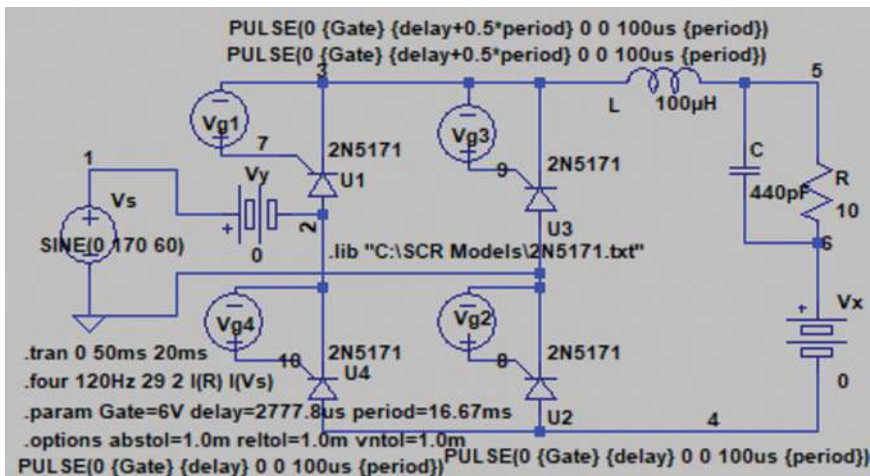 PULSE(0 {Gate} {delay+0.5*period} 0 0 100us {period})
PULSE(0 {Gate} {delay+0.5*period} 0 0 100us {period})
3
5
Vg1
Vg3
L
100µH
7
2N5171
9
2N5171
C
1
Vs
Vy
U1
440pF
R
10
2
U3
SINE(0 170 60)
0
.lib "C:\SCR Models\2N5171.txt"
6
Vg4
Vg2
Vx
10
2N5171
8
2N5171
.tran 0 50ms 20ms
U4
.four 120Hz 29 2 I(R) I(Vs)
0
.param Gate=6V delay=2777.8us period=16.67ms
U2
4
.options abstol=1.0m reltol=1.0m vntol=1.0m
PULSE(0 {Gate} {delay} 0 0 100us {period})
PULSE(0 {Gate} {delay} 0 0 100us {period})